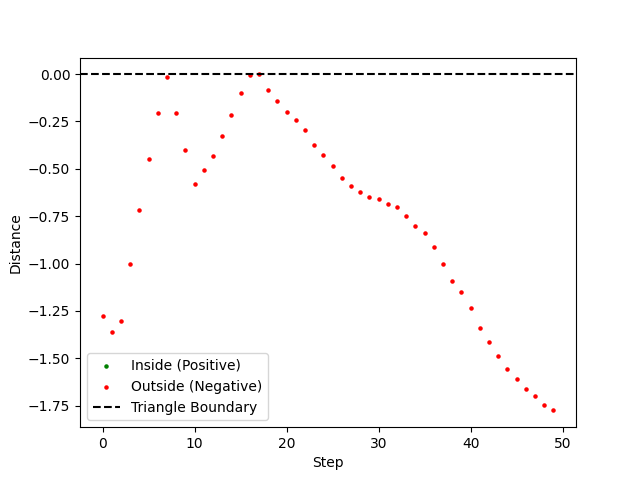 0.00
−0.25
−0.50
−0.75
−1.00
−1.25
−1.50
−1.75
Distance
Inside (Positive)
Outside (Negative)
Triangle Boundary
0 10 20 30 40 50
Step